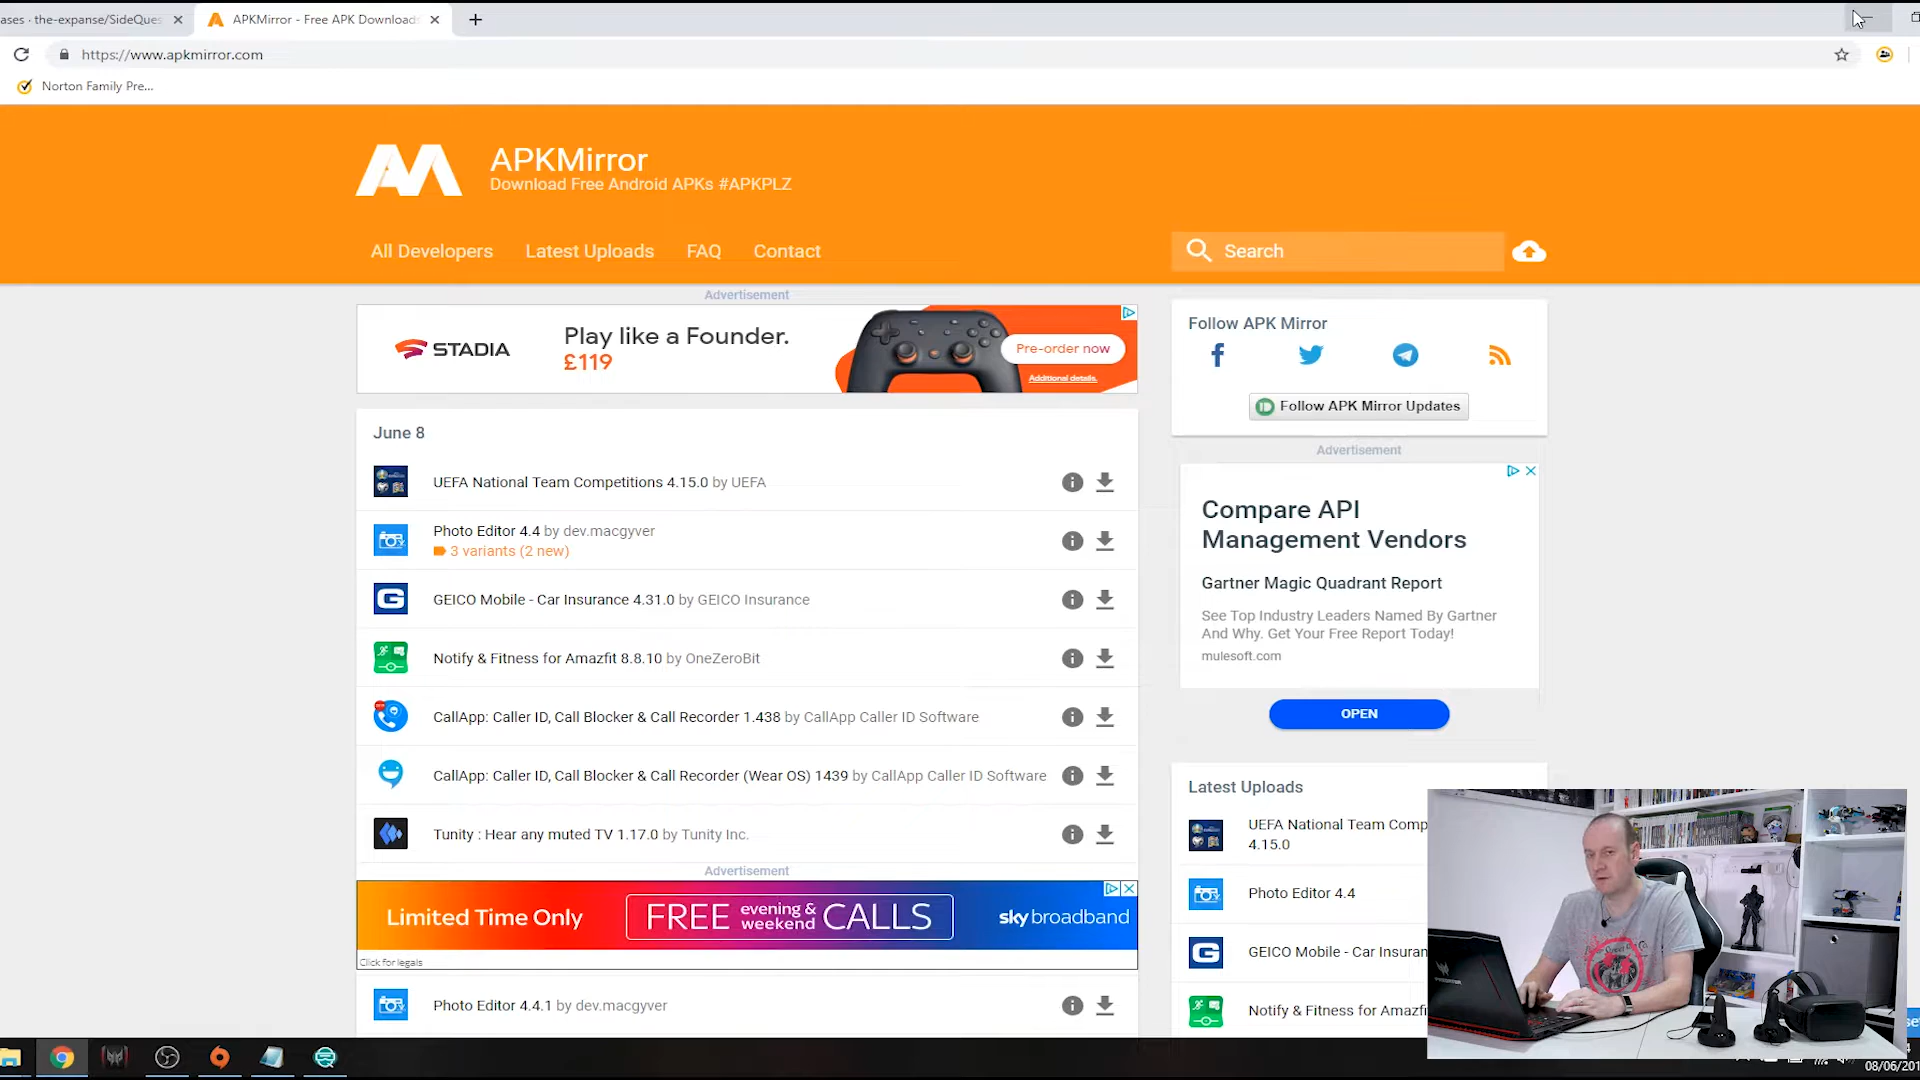 ases · the-expanse/SideQues
APKMirror - Free APK Downloads
https://www.apkmirror.com
Norton Family Pre...
APKMirror
Download Free Android APKs #APKPLZ
All Developers
Latest Uploads
FAQ
Contact
Search
Advertisement
STADIA
Play like a Founder.
£119
Pre-order now
Additional details.
Follow APK Mirror
Follow APK Mirror Updates
June 8
UEFA National Team Competitions 4.15.0 by UEFA
Photo Editor 4.4 by dev.macgyver
3 variants (2 new)
GEICO Mobile - Car Insurance 4.31.0 by GEICO Insurance
Notify & Fitness for Amazfit 8.8.10 by OneZeroBit
CallApp: Caller ID, Call Blocker & Call Recorder 1.438 by CallApp Caller ID Software
CallApp: Caller ID, Call Blocker & Call Recorder (Wear OS) 1439 by CallApp Caller ID Software
Tunity : Hear any muted TV 1.17.0 by Tunity Inc.
Advertisement
Limited Time Only
FREE evening & weekend CALLS
sky broadband
Click for legals
Photo Editor 4.4.1 by dev.macgyver
Advertisement
Compare API
Management Vendors
Gartner Magic Quadrant Report
See Top Industry Leaders Named By Gartner
And Why. Get Your Free Report Today!
mulesoft.com
OPEN
Latest Uploads
UEFA National Team Comp
4.15.0
Photo Editor 4.4
GEICO Mobile - Car Insuran
Notify & Fitness for Amazfi
08/06/201